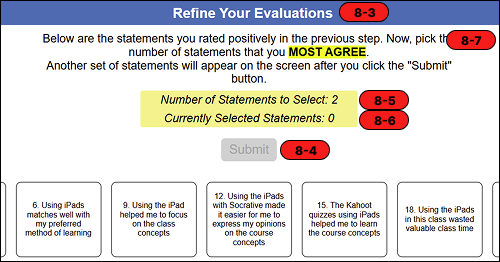 Refine Your Evaluations 8-3
Below are the statements you rated positively in the previous step. Now, pick 8-7
number of statements that you MOST AGREE.
Another set of statements will appear on the screen after you click the "Submit"
button.
Number of Statements to Select: 2 8-5
Currently Selected Statements: 0 8-6
Submit 8-4
6. Using iPads
matches well with
my preferred
method of learning
9. Using the iPad
helped me to focus
on the class
concepts
12. Using the iPads
with Socrative made
it easier for me to
express my opinions
on the course
concepts
15. The Kahoot
quizzes using iPads
helped me to learn
the course concepts
18. Using the iPads
in this class wasted
valuable class time